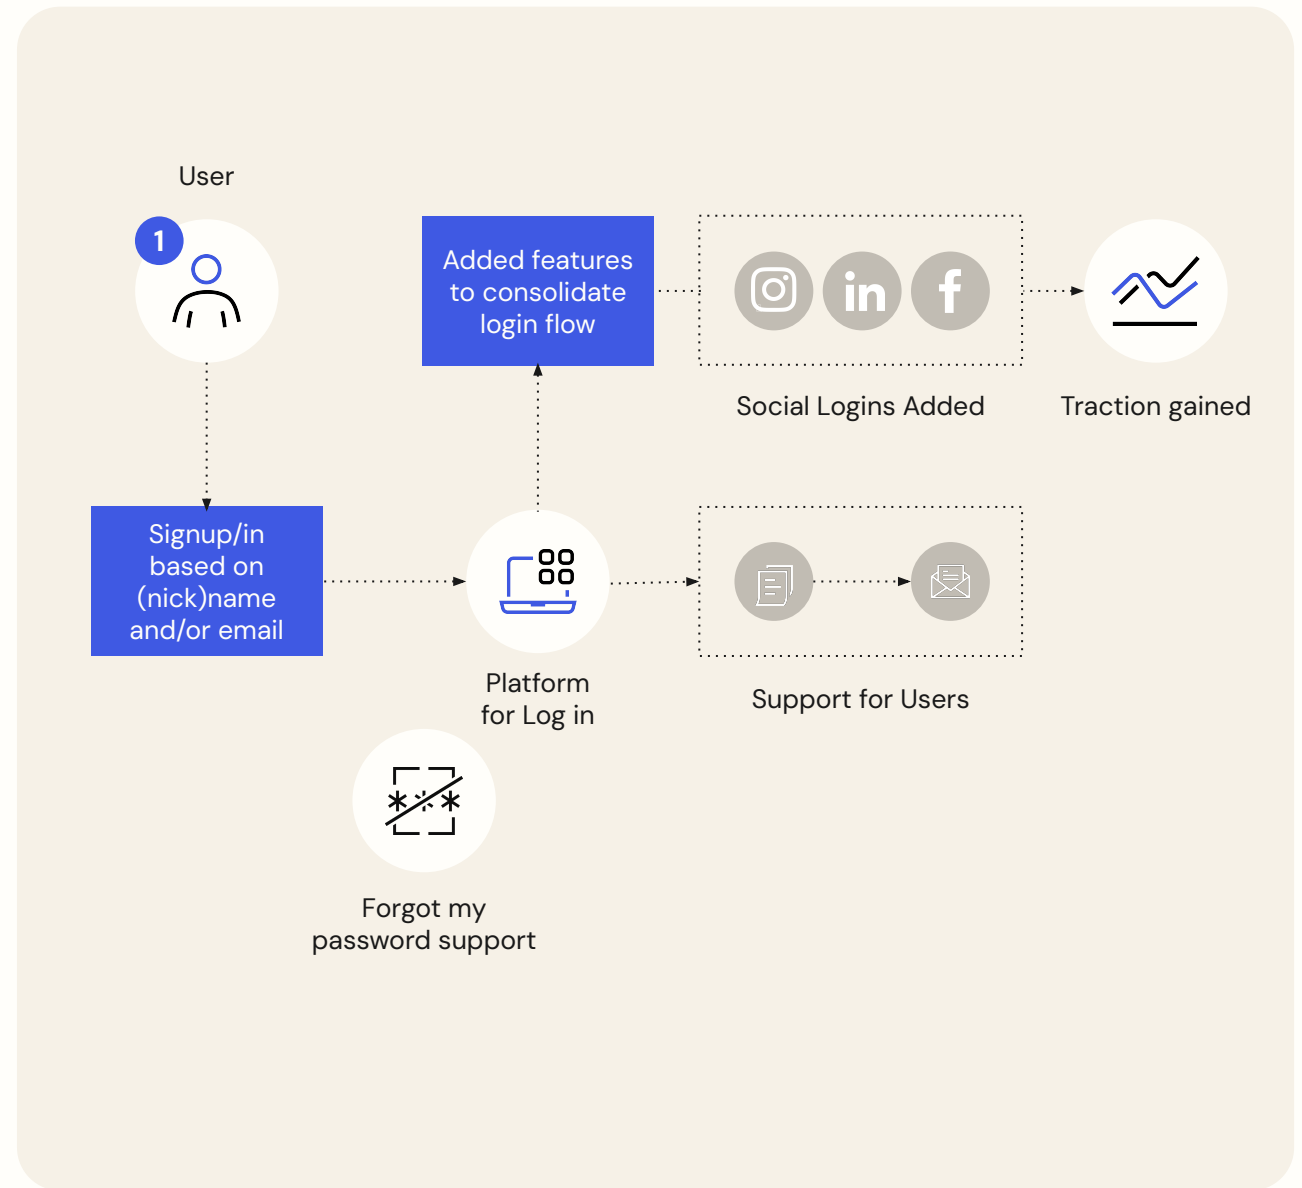 User
1
Added features
to consolidate
login flow
Social Logins Added
Traction gained
Signup/in
based on
(nick)name
and/or email
Platform
for Log in
Support for Users
Forgot my
password support